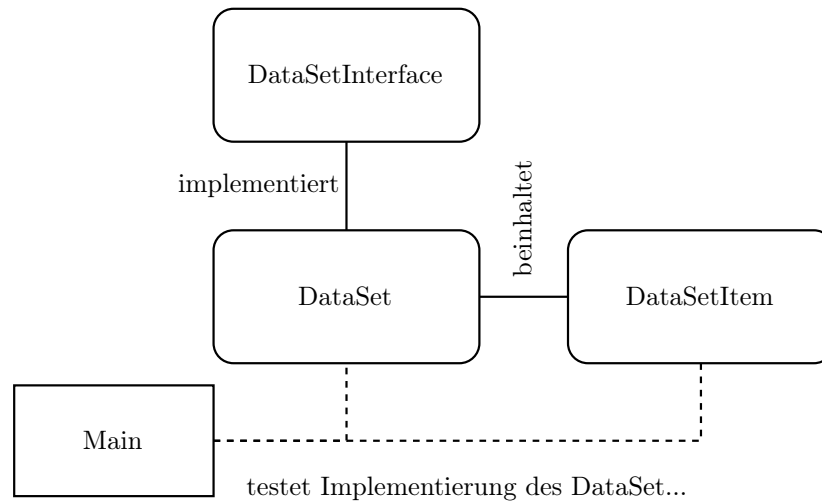 DataSetInterface
implementiert
beinhaltet
DataSet
DataSetItem
Main
testet Implementierung des DataSet...